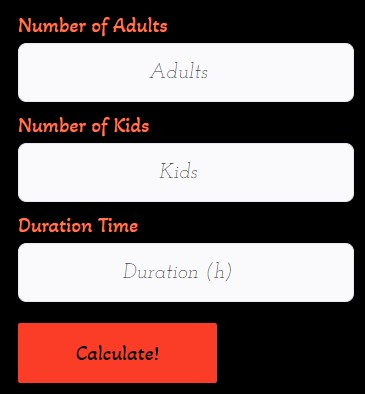 Number of Adults
Adults
Number of Kids
Kids
Duration Time
Duration (h)
Calculate!